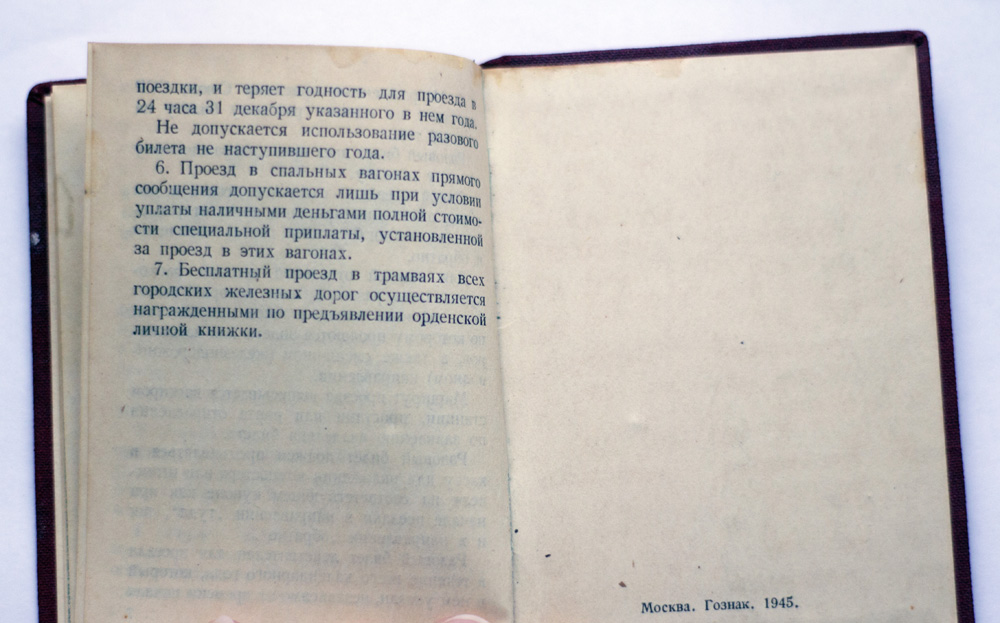 поездки, и теряет годность для проезда в
24 часа 31 декабря указанного в нем года.
Не допускается использование разового
билета не наступившего года.
6. Проезд в спальных вагонах прямого
сообщения допускается лишь при условии
уплаты наличными деньгами полной стоимо-
сти специальной приплаты, установленной
за проезд в этих вагонах.
7. Бесплатный проезд в трамваях всех
городских железных дорог осуществляется
награжденными по предъявлении орденской
личной книжки.
Москва. Гознак. 1945.